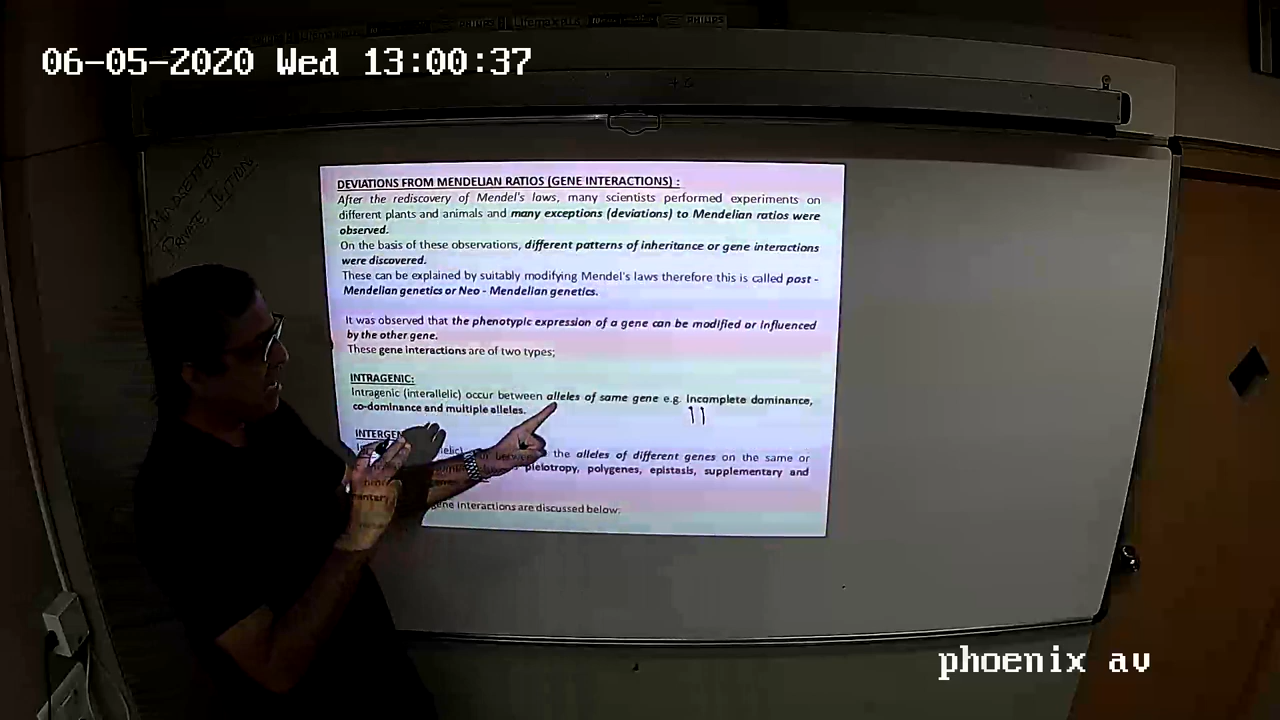 06-05-2020 Wed 13:00:37
PRIVATE TUITIONS
DEVIATIONS FROM MENDELIAN RATIOS (GENE INTERACTIONS) :
After the rediscovery of Mendel's laws, many scientists performed experiments on
different plants and animals and many exceptions (deviations) to Mendelian ratios were
observed.
On the basis of these observations, different patterns of inheritance or gene interactions
were discovered.
These can be explained by suitably modifying Mendel's laws therefore this is called post -
Mendelian genetics or Neo - Mendelian genetics.
It was observed that the phenotypic expression of a gene can be modified or influenced
by the other gene.
These gene interactions are of two types;
INTRAGENIC:
Intragenic (interallelic) occur between alleles of same gene e.g. Incomplete dominance,
co-dominance and multiple alleles.
INTERGEN
the alleles of different genes on the same or
pleiotropy, polygenes, epistasis, supplementary and
gene interactions are discussed below:
phoenix av